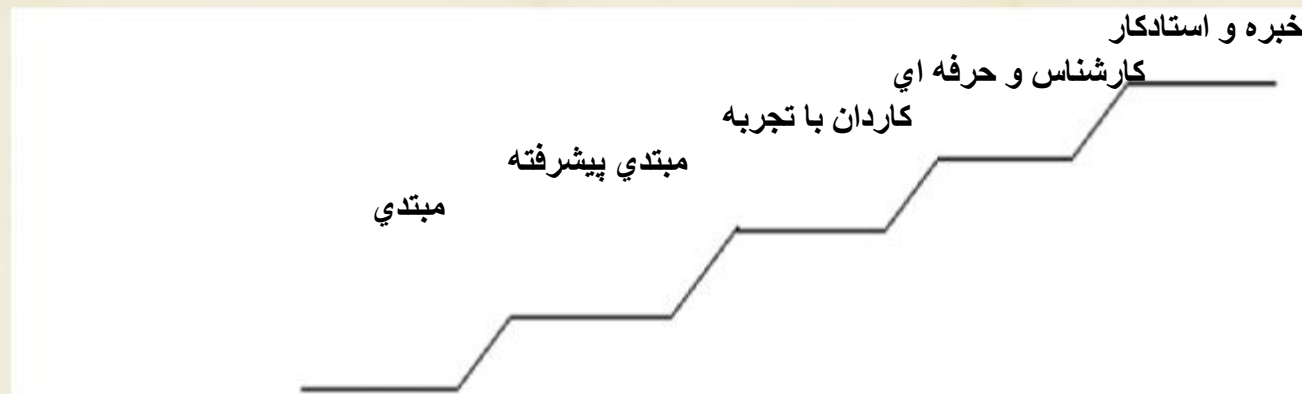 خبره و استادکار
کارشناس و حرفه اي
کاردان با تجربه
مبتدي پيشرفته
مبتدي